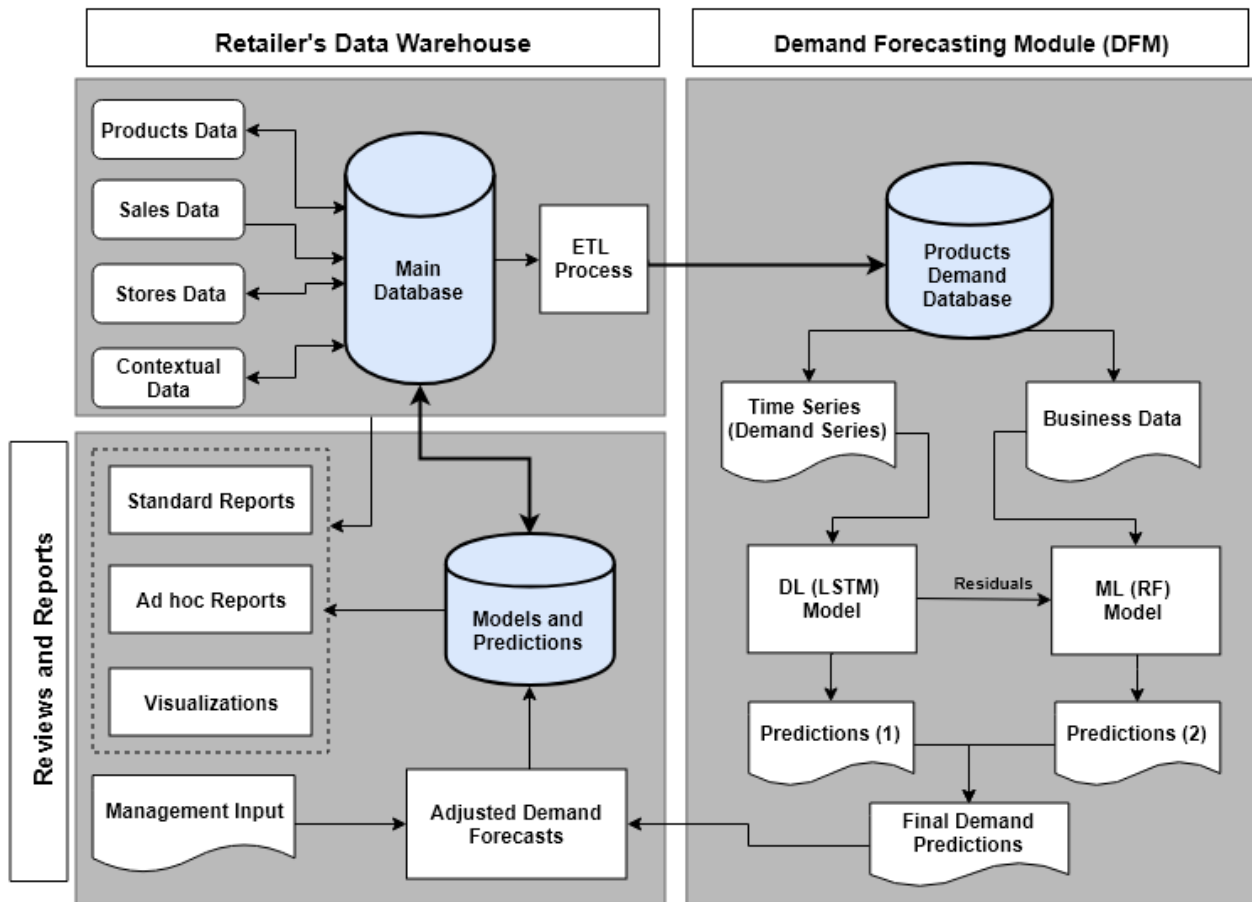 Retailer's Data Warehouse
Demand Forecasting Module (DFM)
Products Data
Sales Data
Stores Data
Contextual
Data
Main
Database
ETL
Process
Products
Demand
Database
Time Series
(Demand Series)
Business Data
DL (LSTM)
Model
Residuals
ML (RF)
Model
Predictions (1)
Predictions (2)
Final Demand
Predictions
Reviews and Reports
Standard Reports
Ad hoc Reports
Visualizations
Models and
Predictions
Management Input
Adjusted Demand
Forecasts